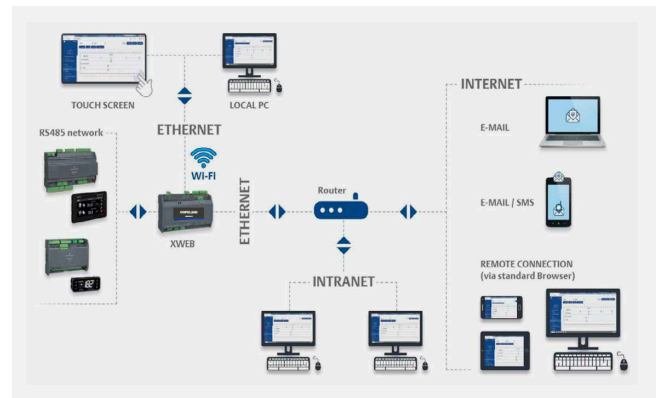 TOUCH SCREEN
LOCAL PC
INTERNET
E-MAIL
RS485 network
ETHERNET
WI-FI
E-MAIL / SMS
Router
XWEB
ETHERNET
REMOTE CONNECTION
(via standard Browser)
INTRANET